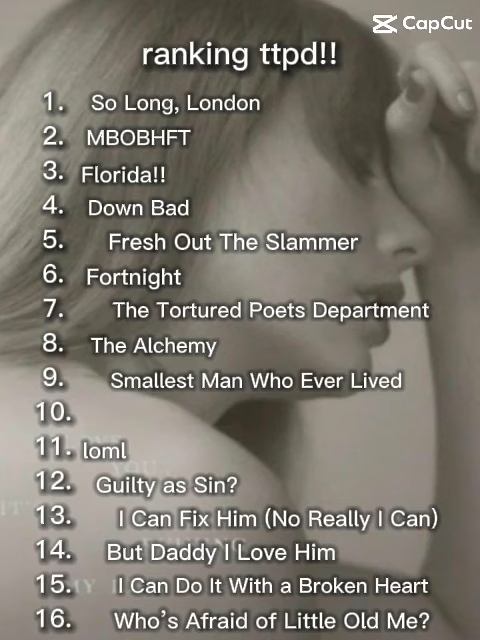 CapCut
ranking ttpd!!
1. So Long, London
2. MBOBHFT
3. Florida!!
4. Down Bad
5. Fresh Out The Slammer
6. Fortnight
7. The Tortured Poets Department
8. The Alchemy
9. Smallest Man Who Ever Lived
10.
11. loml
12. Guilty as Sin?
13. I Can Fix Him (No Really I Can)
14. But Daddy I Love Him
15. I Can Do It With a Broken Heart
16. Who's Afraid of Little Old Me?